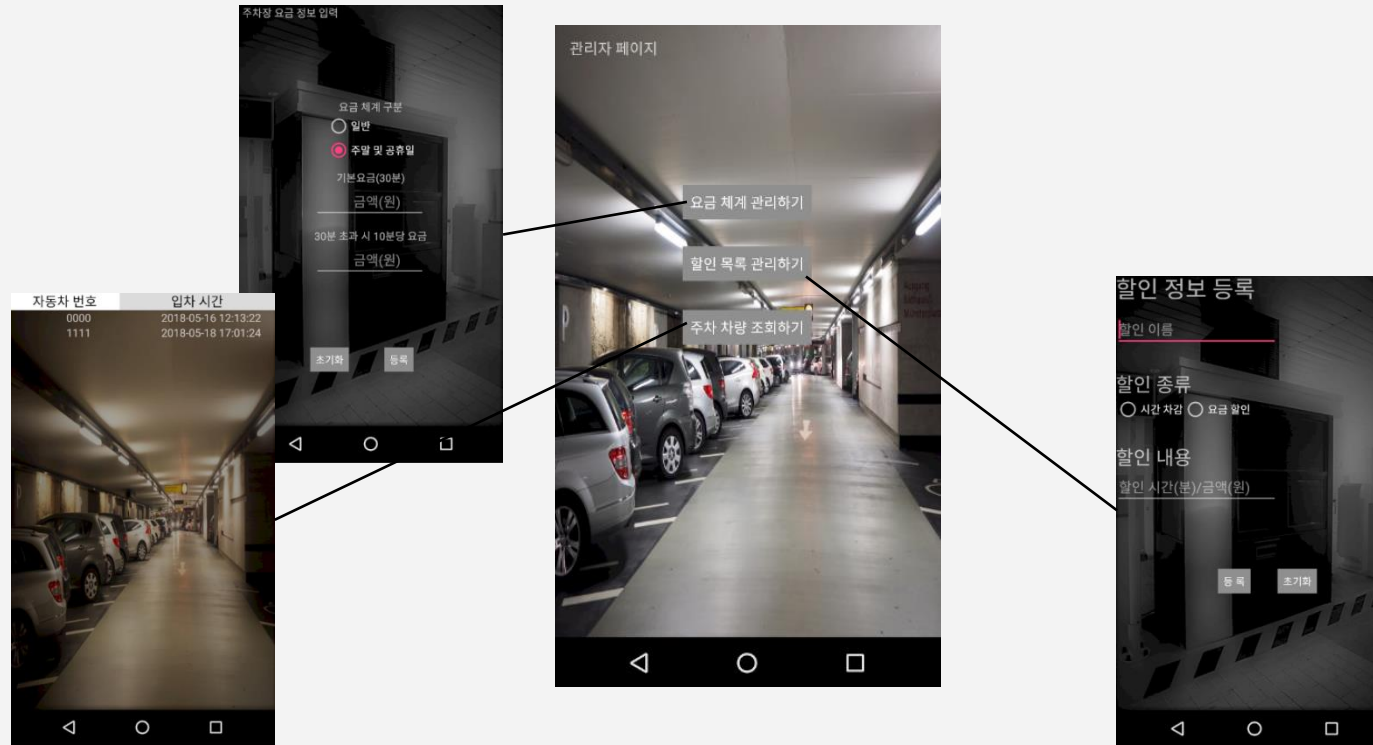 주차장 요금 정보 입력
요금 체계 구분
일반
주말 및 공휴일
기본요금(30분)
금액(원)
30분 초과 시 10분당 요금
금액(원)
초기화 등록
관리자 페이지
요금 체계 관리하기
할인 목록 관리하기
주차 차량 조회하기
자동차 번호 입차 시간
0000 2018-05-16 12:13:22
1111 2018-05-18 17:01:24
할인 정보 등록
할인 이름
할인 종류
시간 차감 요금 할인
할인 내용
할인 시간(분)/금액(원)
등 록 초기화